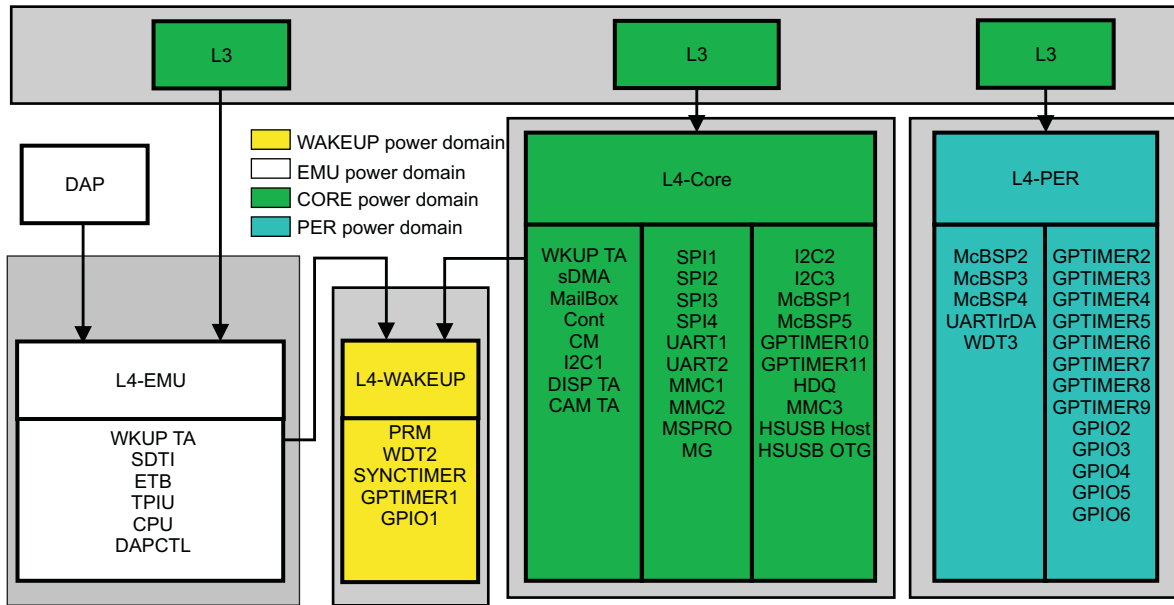 L3
L3
L3
WAKEUP power domain
EMU power domain
CORE power domain
PER power domain
DAP
L4-EMU
WKUP TA
SDTI
ETB
TPIU
CPU
DAPCTL
L4-WAKEUP
PRM
WDT2
SYNCTIMER
GPTIMER1
GPIO1
L4-Core
WKUP TA
sDMA
MailBox
Cont
CM
I2C1
DISP TA
CAM TA
SPI1
SPI2
SPI3
SPI4
UART1
UART2
MMC1
MMC2
MSPRO
MG
I2C2
I2C3
McBSP1
McBSP5
GPTIMER10
GPTIMER11
HDQ
MMC3
HSUSB Host
HSUSB OTG
L4-PER
McBSP2
McBSP3
McBSP4
UARTIrDA
WDT3
GPTIMER2
GPTIMER3
GPTIMER4
GPTIMER5
GPTIMER6
GPTIMER7
GPTIMER8
GPTIMER9
GPIO2
GPIO3
GPIO4
GPIO5
GPIO6